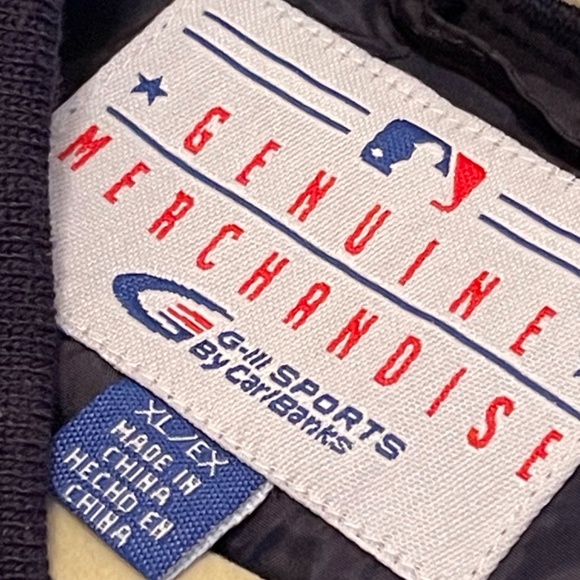 GENUINE
MERCHANDISE
G-III SPORTS
By Carl Banks
XL/EX
MADE IN
CHINA
HECHO EN
CHINA